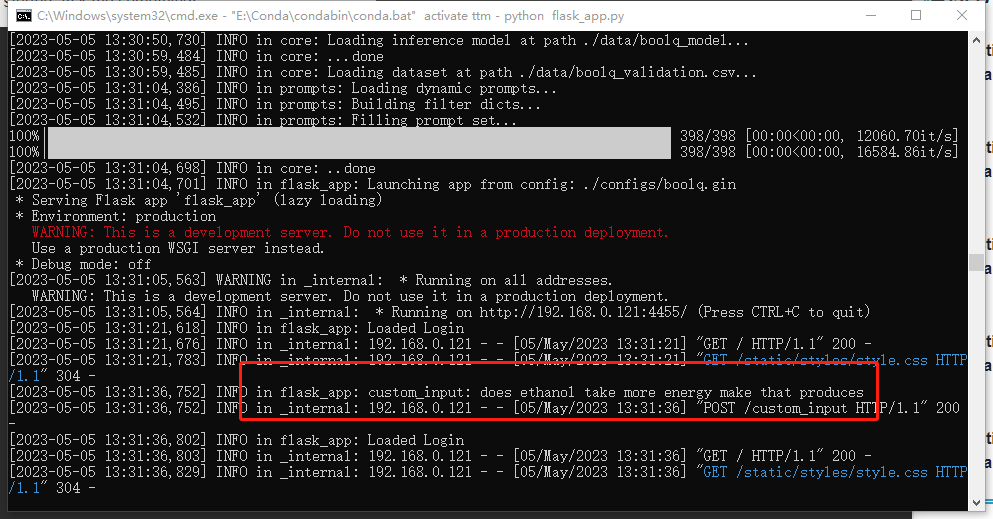 C:\Windows\system32\cmd.exe - "E:\Conda\condabin\conda.bat"  activate ttm - python  flask_app.py
[2023-05-05 13:30:50,730] INFO in core: Loading inference model at path ./data/boolq_model...
[2023-05-05 13:30:59,484] INFO in core: ...done
[2023-05-05 13:30:59,485] INFO in core: Loading dataset at path ./data/boolq_validation.csv...
[2023-05-05 13:31:04,386] INFO in prompts: Loading dynamic prompts...
[2023-05-05 13:31:04,495] INFO in prompts: Building filter dicts...
[2023-05-05 13:31:04,532] INFO in prompts: Filling prompt set...
100%| 398/398 [00:00<00:00, 12060.70it/s]
100%| 398/398 [00:00<00:00, 16584.86it/s]
[2023-05-05 13:31:04,698] INFO in core: ..done
[2023-05-05 13:31:04,701] INFO in flask_app: Launching app from config: ./configs/boolq.gin
 * Serving Flask app 'flask_app' (lazy loading)
 * Environment: production
   WARNING: This is a development server. Do not use it in a production deployment.
   Use a production WSGI server instead.
 * Debug mode: off
[2023-05-05 13:31:05,563] WARNING in _internal:  * Running on all addresses.
   WARNING: This is a development server. Do not use it in a production deployment.
[2023-05-05 13:31:05,564] INFO in _internal:  * Running on http://192.168.0.121:4455/ (Press CTRL+C to quit)
[2023-05-05 13:31:21,618] INFO in flask_app: Loaded Login
[2023-05-05 13:31:21,676] INFO in _internal: 192.168.0.121 - - [05/May/2023 13:31:21] "GET / HTTP/1.1" 200 -
[2023-05-05 13:31:21,783] INFO in _internal: 192.168.0.121 - - [05/May/2023 13:31:21] "GET /static/styles/style.css HTTP
/1.1" 304 -
[2023-05-05 13:31:36,752] INFO in flask_app: custom_input: does ethanol take more energy make that produces
[2023-05-05 13:31:36,752] INFO in _internal: 192.168.0.121 - - [05/May/2023 13:31:36] "POST /custom_input HTTP/1.1" 200
-
[2023-05-05 13:31:36,802] INFO in flask_app: Loaded Login
[2023-05-05 13:31:36,803] INFO in _internal: 192.168.0.121 - - [05/May/2023 13:31:36] "GET / HTTP/1.1" 200 -
[2023-05-05 13:31:36,829] INFO in _internal: 192.168.0.121 - - [05/May/2023 13:31:36] "GET /static/styles/style.css HTTP
/1.1" 304 -